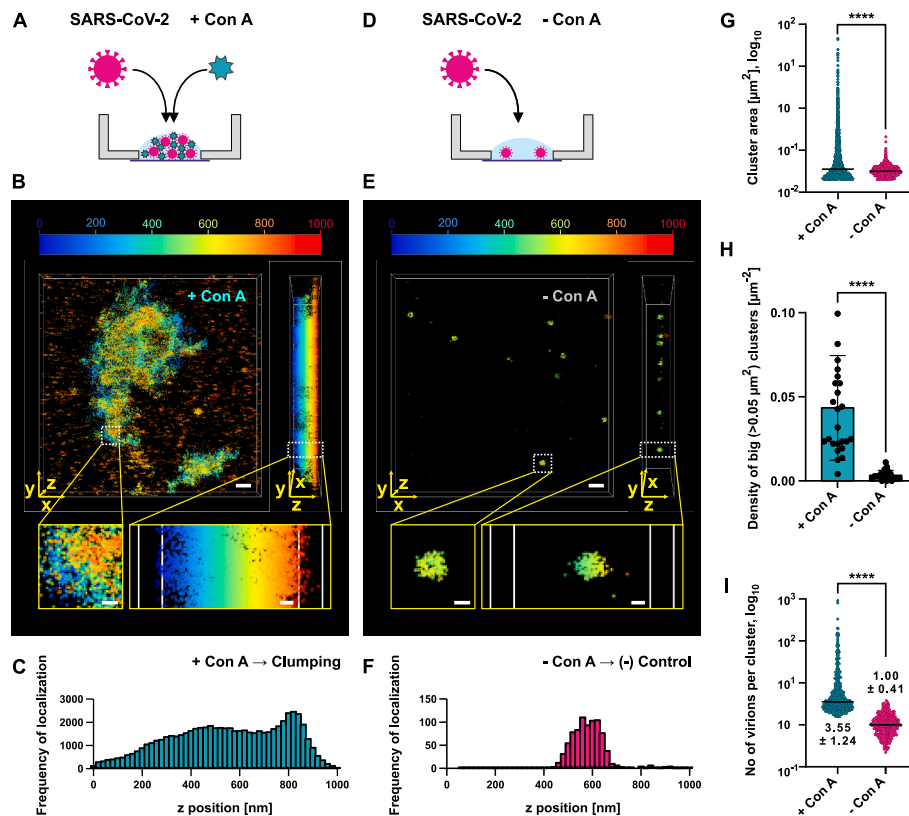 A SARS-CoV-2 + Con A
B
0 200 400 600 800 1000
+ Con A
y z
x
x
y
z
C + Con A → Clumping
Frequency of localization
3000
2000
1000
0
0 200 400 600 800 1000
z position [nm]
D SARS-CoV-2 - Con A
E
0 200 400 600 800 1000
- Con A
y z
x
x
y
z
F - Con A → (-) Control
Frequency of localization
150
100
50
0
0 200 400 600 800 1000
z position [nm]
G
Cluster area [µm²], log₁₀
****
10²
10¹
10⁰
10⁻¹
10⁻²
+ Con A
- Con A
H
Density of big (>0.05 µm²) clusters [µm⁻²]
****
0.10
0.05
0.00
+ Con A
- Con A
I
No of virions per cluster, log₁₀
****
10³
10²
10¹
10
10⁻¹
3.55
± 1.24
1.00
± 0.41
+ Con A
- Con A